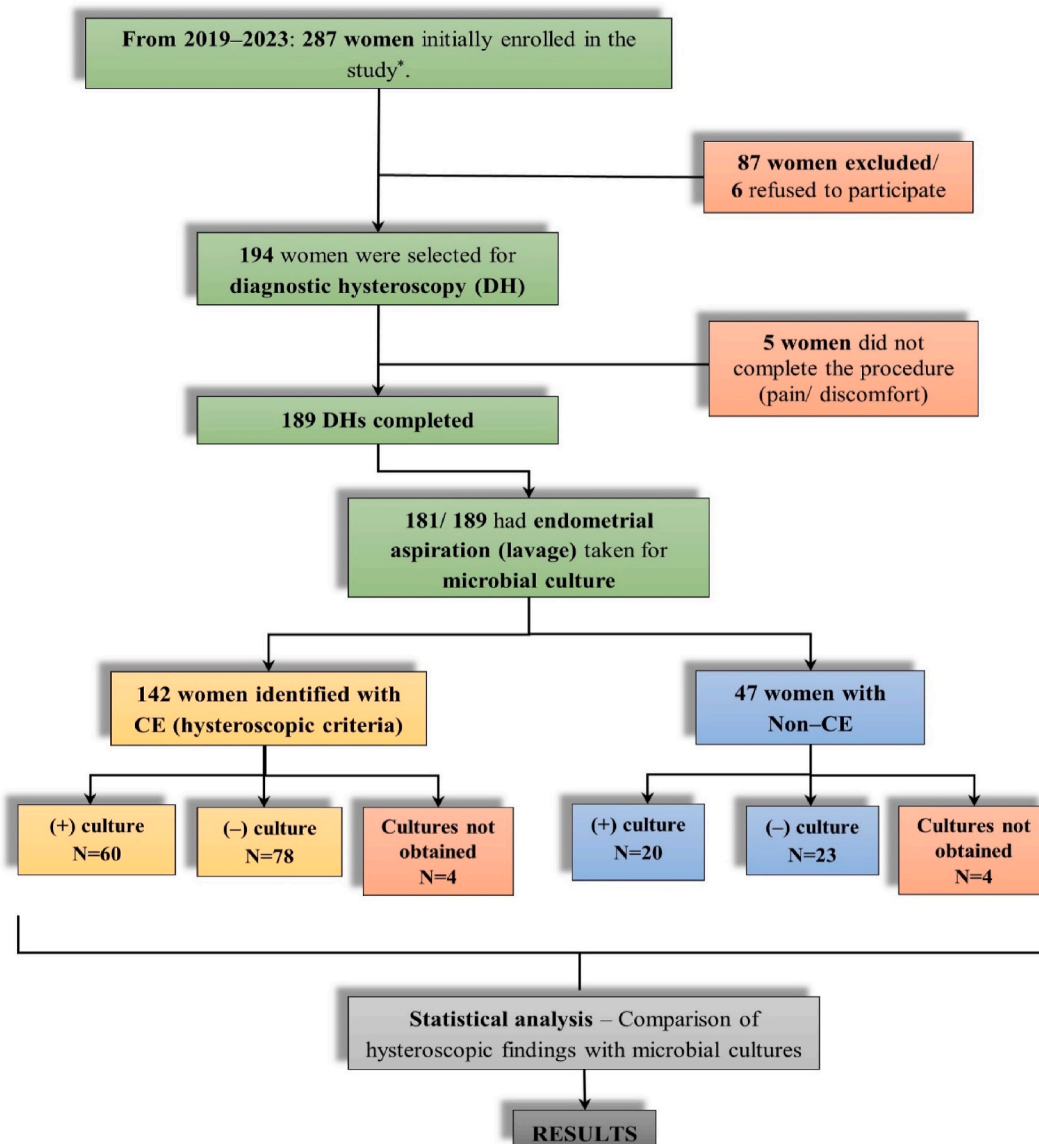 From 2019–2023: 287 women initially enrolled in the
study*.
87 women excluded/
6 refused to participate
194 women were selected for
diagnostic hysteroscopy (DH)
5 women did not
complete the procedure
(pain/ discomfort)
189 DHs completed
181/ 189 had endometrial
aspiration (lavage) taken for
microbial culture
142 women identified with
CE (hysteroscopic criteria)
47 women with
Non–CE
(+) culture
N=60
(–) culture
N=78
Cultures not
obtained
N=4
(+) culture
N=20
(–) culture
N=23
Cultures not
obtained
N=4
Statistical analysis – Comparison of
hysteroscopic findings with microbial cultures
RESULTS